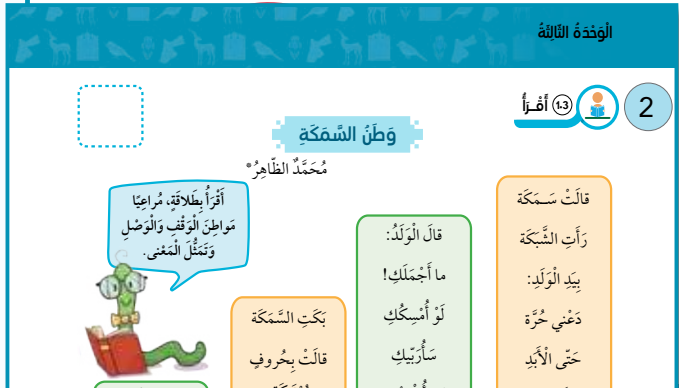 الْوَحْدَةُ الثّالِثَةُ
2
1.3 أَقْرَأُ
وَطَنُ السَّمَكَةِ
مُحَمَّدٌ الظّاهِرُ*
أَقْرَأُ بِطَلاقَةٍ، مُراعِيًا
مَواطِنَ الْوَقْفِ وَالْوَصْلِ
وَتَمَثُّلَ الْمَعْنى.
قالَتْ سَـمَكَة
رَأَتِ الشَّبَكَة
بِيَدِ الْوَلَدِ:
دَعْني حُرَّة
حَتّى الْأَبَدِ
قالَ الْوَلَدُ:
ما أَجْمَلَكِ!
لَوْ أُمْسِكُكِ
سَأُرَبّيكِ
بَكَتِ السَّمَكَة
قالَتْ بِحُروفٍ